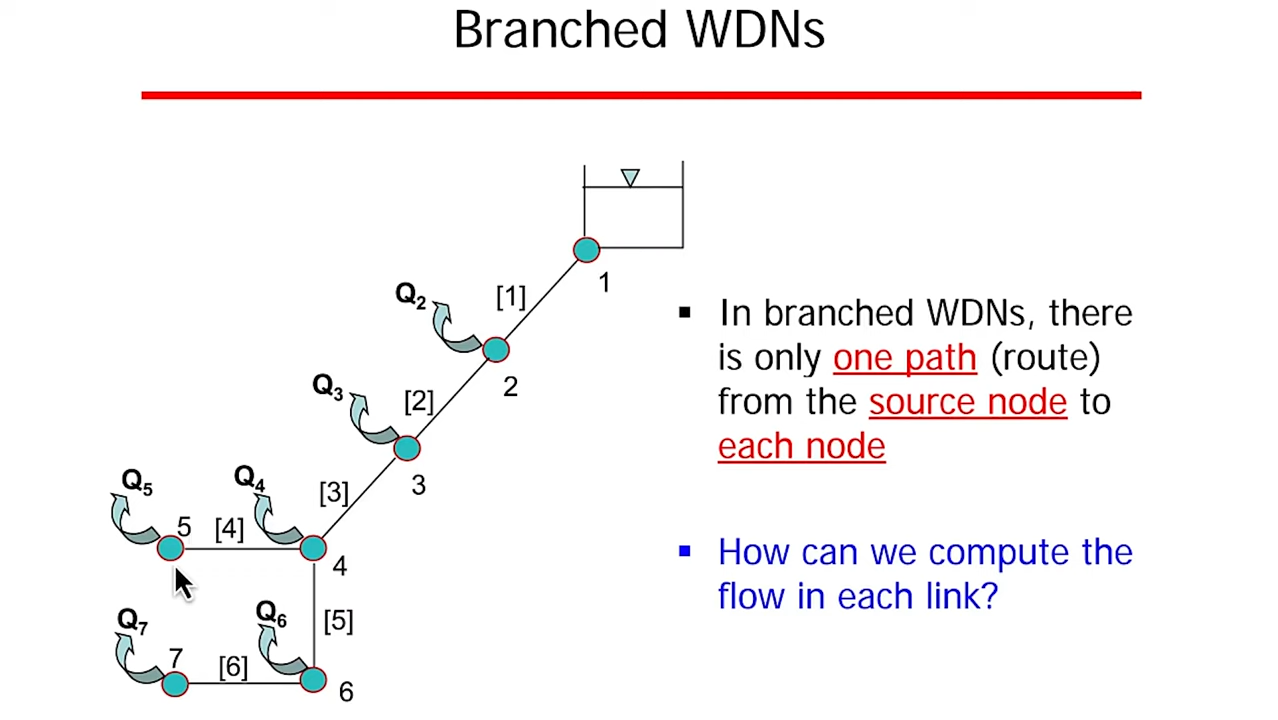 Branched WDNs
1
[1]
Q2
2
[2]
Q3
3
[3]
Q4
4
[4]
Q5
5
[5]
Q6
6
[6]
Q7
7
In branched WDNs, there
is only one path (route)
from the source node to
each node
How can we compute the
flow in each link?